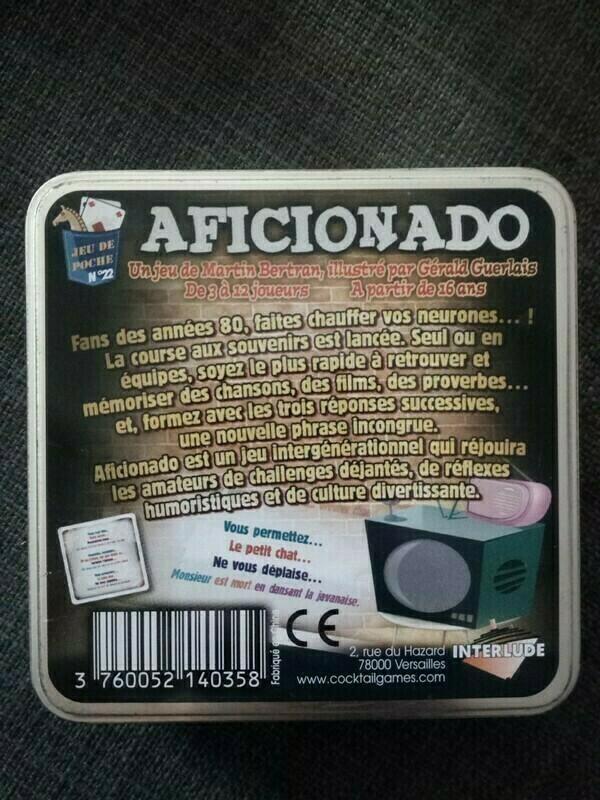 JEU DE
POCHE
N°22
AFICIONADO
Un jeu de Martin Bertran, illustré par Gérald Guerlais
De 3 à 12 joueurs A partir de 16 ans
Fans des années 80, faites chauffer vos neurones... !
La course aux souvenirs est lancée. Seul ou en
équipes, soyez le plus rapide à retrouver et
mémoriser des chansons, des films, des proverbes...
et, formez avec les trois réponses successives,
une nouvelle phrase incongrue.
Aficionado est un jeu intergénérationnel qui réjouira
les amateurs de challenges déjantés, de réflexes
humoristiques et de culture divertissante.
Vous permettez...
Le petit chat...
Ne vous déplaise...
Monsieur est mort en dansant la javanaise.
3 760052 140358
Fabriqué en Chine
CE
2, rue du Hazard
78000 Versailles
www.cocktailgames.com
INTERLUDE